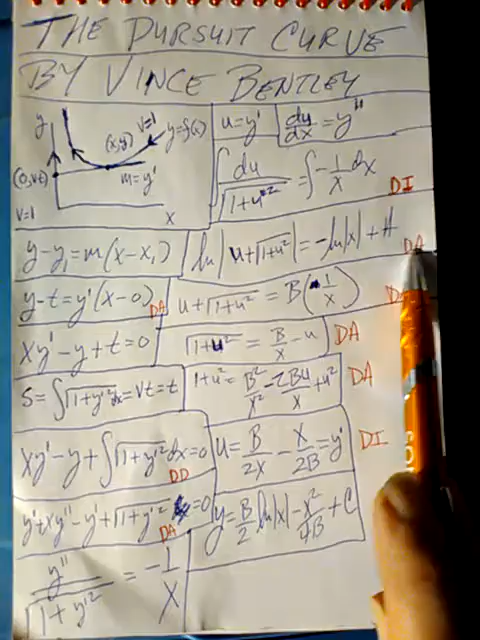 THE PURSUIT CURVE
BY VINCE BENTLEY
y
(x,y)
v=1
y=f(x)
(0,vt)
m=y'
v=1
x
y-y₁=m(x-x₁)
y-t=y'(x-0) DA
xy'-y+t=0
S=∫√(1+y'²)dx=vt=t
xy'-y+∫√(1+y'²)dx=0
DD
y'+xy''-y'+√(1+y'²)=0
DA
y''/√(1+y'²)=-1/x
u=y' du/dx=y''
∫du/√(1+u²)=∫-1/x dx
DI
ln|u+√(1+u²)|=-ln|x|+A
DA
u+√(1+u²)=B(1/x)
√(1+u²)=B/x-u DA
1+u²=B²/x²-2Bu/x+u² DA
u=B/2x-x/2B=y' DI
y=B/2 ln|x|-x²/4B+C